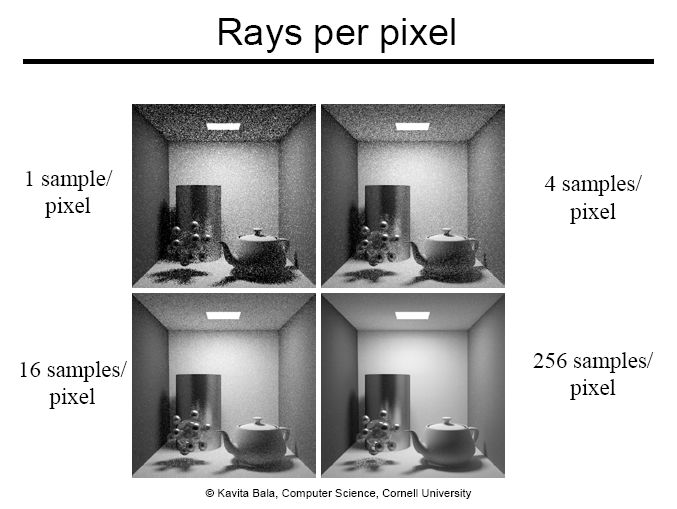 Rays per pixel
1 sample/
pixel
4 samples/
pixel
16 samples/
pixel
256 samples/
pixel
© Kavita Bala, Computer Science, Cornell University